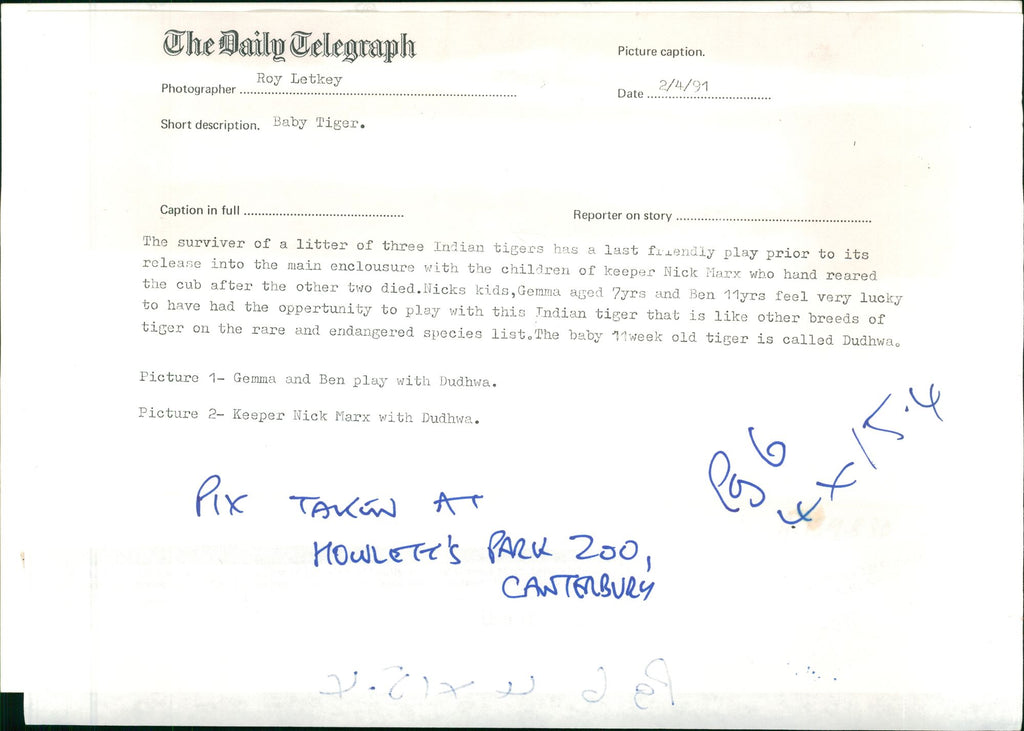 The Daily Telegraph
Picture caption.
Photographer Roy Letkey
Date 2/4/91
Short description. Baby Tiger.
Caption in full
Reporter on story
The surviver of a litter of three Indian tigers has a last friendly play prior to its
release into the main enclousure with the children of keeper Nick Marx who hand reared
the cub after the other two died.Nicks kids,Gemma aged 7yrs and Ben 11yrs feel very lucky
to have had the oppertunity to play with this Indian tiger that is like other breeds of
tiger on the rare and endangered species list.The baby 11week old tiger is called Dudhwa.
Picture 1- Gemma and Ben play with Dudhwa.
Picture 2- Keeper Nick Marx with Dudhwa.
PIX TAKEN AT
HOWLETT'S PARK ZOO,
CANTERBURY
6
x x 15.4